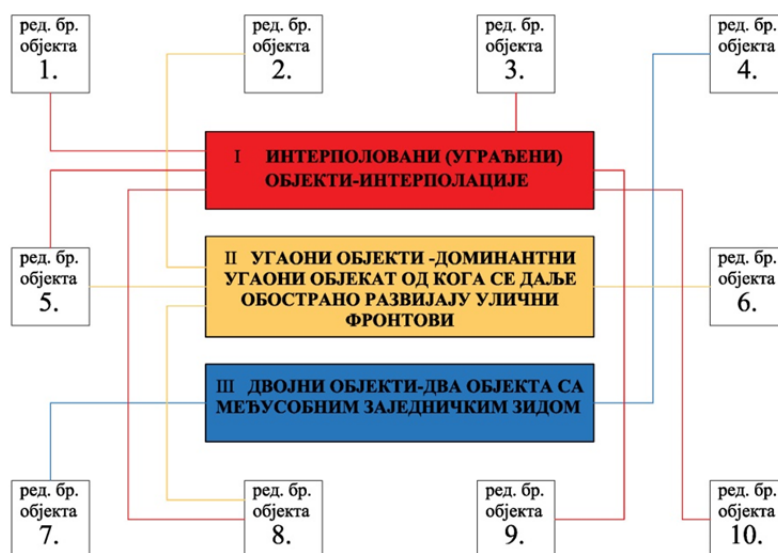 ред. бр.
објекта
1.
ред. бр.
објекта
2.
ред. бр.
објекта
3.
ред. бр.
објекта
4.
I ИНТЕРПОЛОВАНИ (УГРАЂЕНИ)
ОБЈЕКТИ-ИНТЕРПОЛАЦИЈЕ
ред. бр.
објекта
5.
II УГАОНИ ОБЈЕКТИ -ДОМИНАНТНИ
УГАОНИ ОБЈЕКАТ ОД КОГА СЕ ДАЉЕ
ОБОСТРАНО РАЗВИЈАЈУ УЛИЧНИ
ФРОНТОВИ
ред. бр.
објекта
6.
III ДВОЈНИ ОБЈЕКТИ-ДВА ОБЈЕКТА СА
МЕЂУСОБНИМ ЗАЈЕДНИЧКИМ ЗИДОМ
ред. бр.
објекта
7.
ред. бр.
објекта
8.
ред. бр.
објекта
9.
ред. бр.
објекта
10.